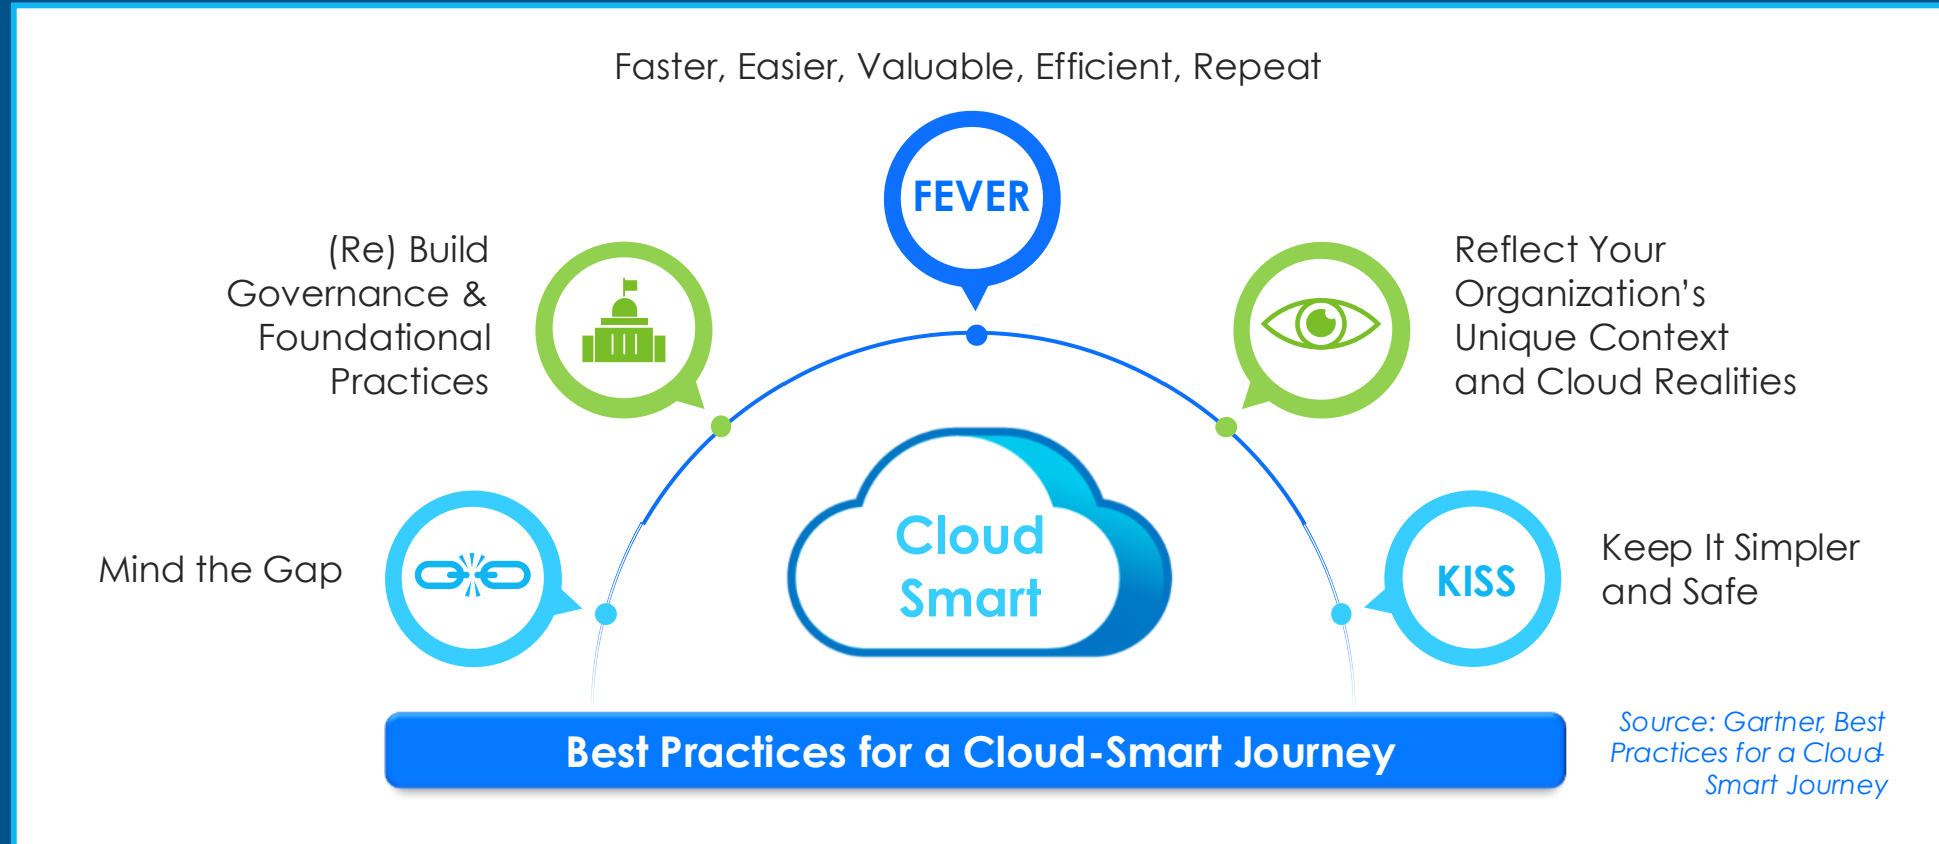 Faster, Easier, Valuable, Efficient, Repeat
FEVER
(Re) Build
Governance &
Foundational
Practices
Reflect Your
Organization's
Unique Context
and Cloud Realities
Mind the Gap
Cloud
Smart
KISS
Keep It Simpler
and Safe
Best Practices for a Cloud-Smart Journey
Source: Gartner, Best
Practices for a Cloud-
Smart Journey